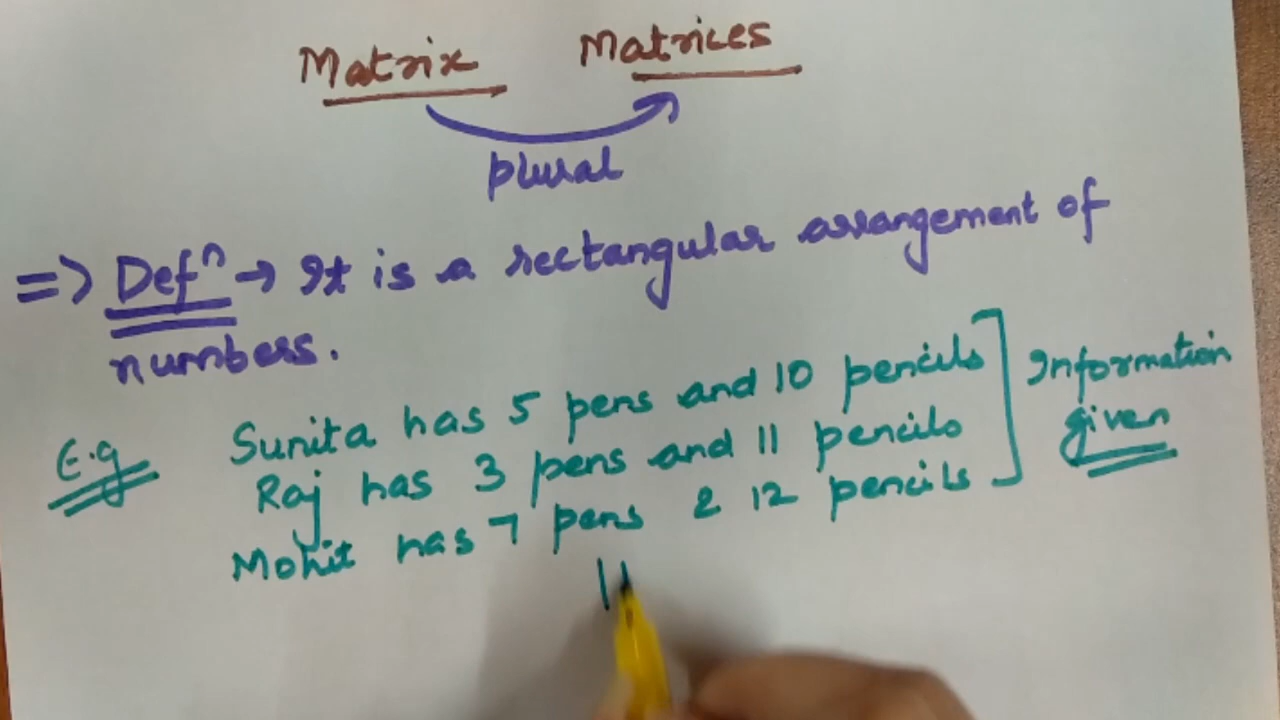 Matrix Matrices
plural
=> Defⁿ → It is a rectangular arrangement of
numbers.
E.g Sunita has 5 pens and 10 pencils
Raj has 3 pens and 11 pencils
Mohit has 7 pens & 12 pencils
Information
given